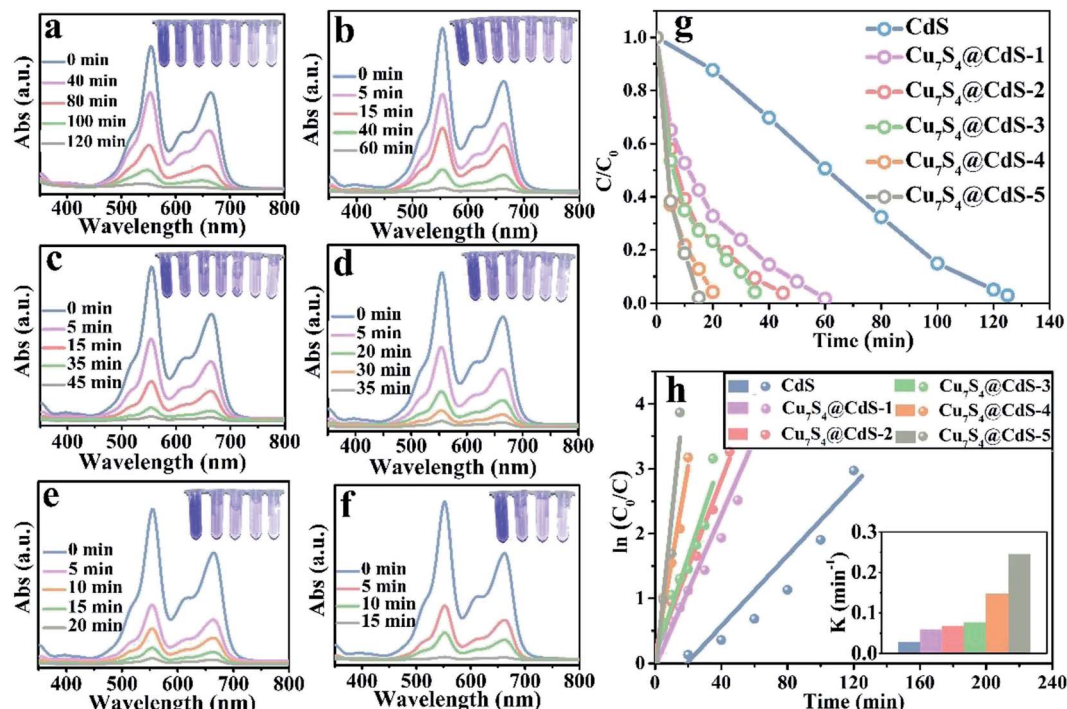 a
0 min
40 min
80 min
100 min
120 min
Abs (a.u.)
400 500 600 700 800
Wavelength (nm)
b
0 min
5 min
15 min
40 min
60 min
Abs (a.u.)
400 500 600 700 800
Wavelength (nm)
c
0 min
5 min
15 min
35 min
45 min
Abs (a.u.)
400 500 600 700 800
Wavelength (nm)
d
0 min
5 min
20 min
30 min
35 min
Abs (a.u.)
400 500 600 700 800
Wavelength (nm)
e
0 min
5 min
10 min
15 min
20 min
Abs (a.u.)
400 500 600 700 800
Wavelength (nm)
f
0 min
5 min
10 min
15 min
Abs (a.u.)
400 500 600 700 800
Wavelength (nm)
g
CdS
Cu₇S₄@CdS-1
Cu₇S₄@CdS-2
Cu₇S₄@CdS-3
Cu₇S₄@CdS-4
Cu₇S₄@CdS-5
C/C₀
1.0
0.8
0.6
0.4
0.2
0.0
0 20 40 60 80 100 120 140
Time (min)
h
CdS
Cu₇S₄@CdS-1
Cu₇S₄@CdS-2
Cu₇S₄@CdS-3
Cu₇S₄@CdS-4
Cu₇S₄@CdS-5
ln (C₀/C)
4
3
2
1
0
K (min⁻¹)
0.3
0.2
0.1
0.0
0 40 80 120 160 200 240
Time (min)